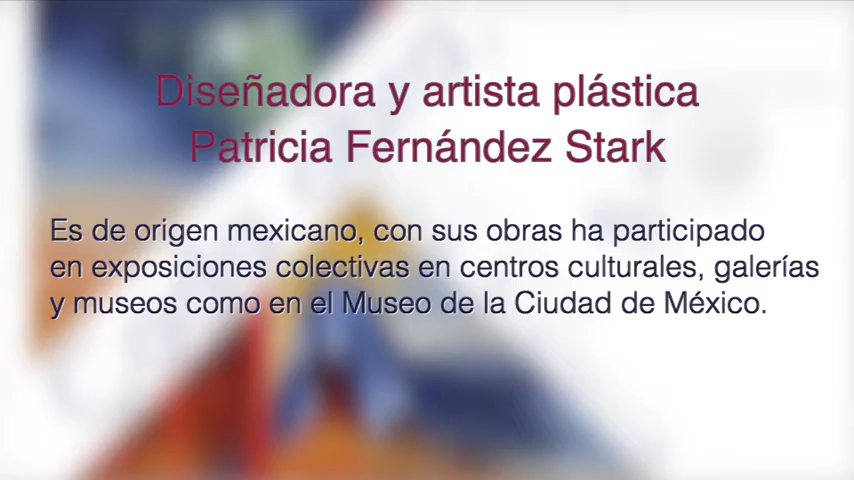 Diseñadora y artista plástica
Patricia Fernández Stark
Es de origen mexicano, con sus obras ha participado
en exposiciones colectivas en centros culturales, galerías
y museos como en el Museo de la Ciudad de México.